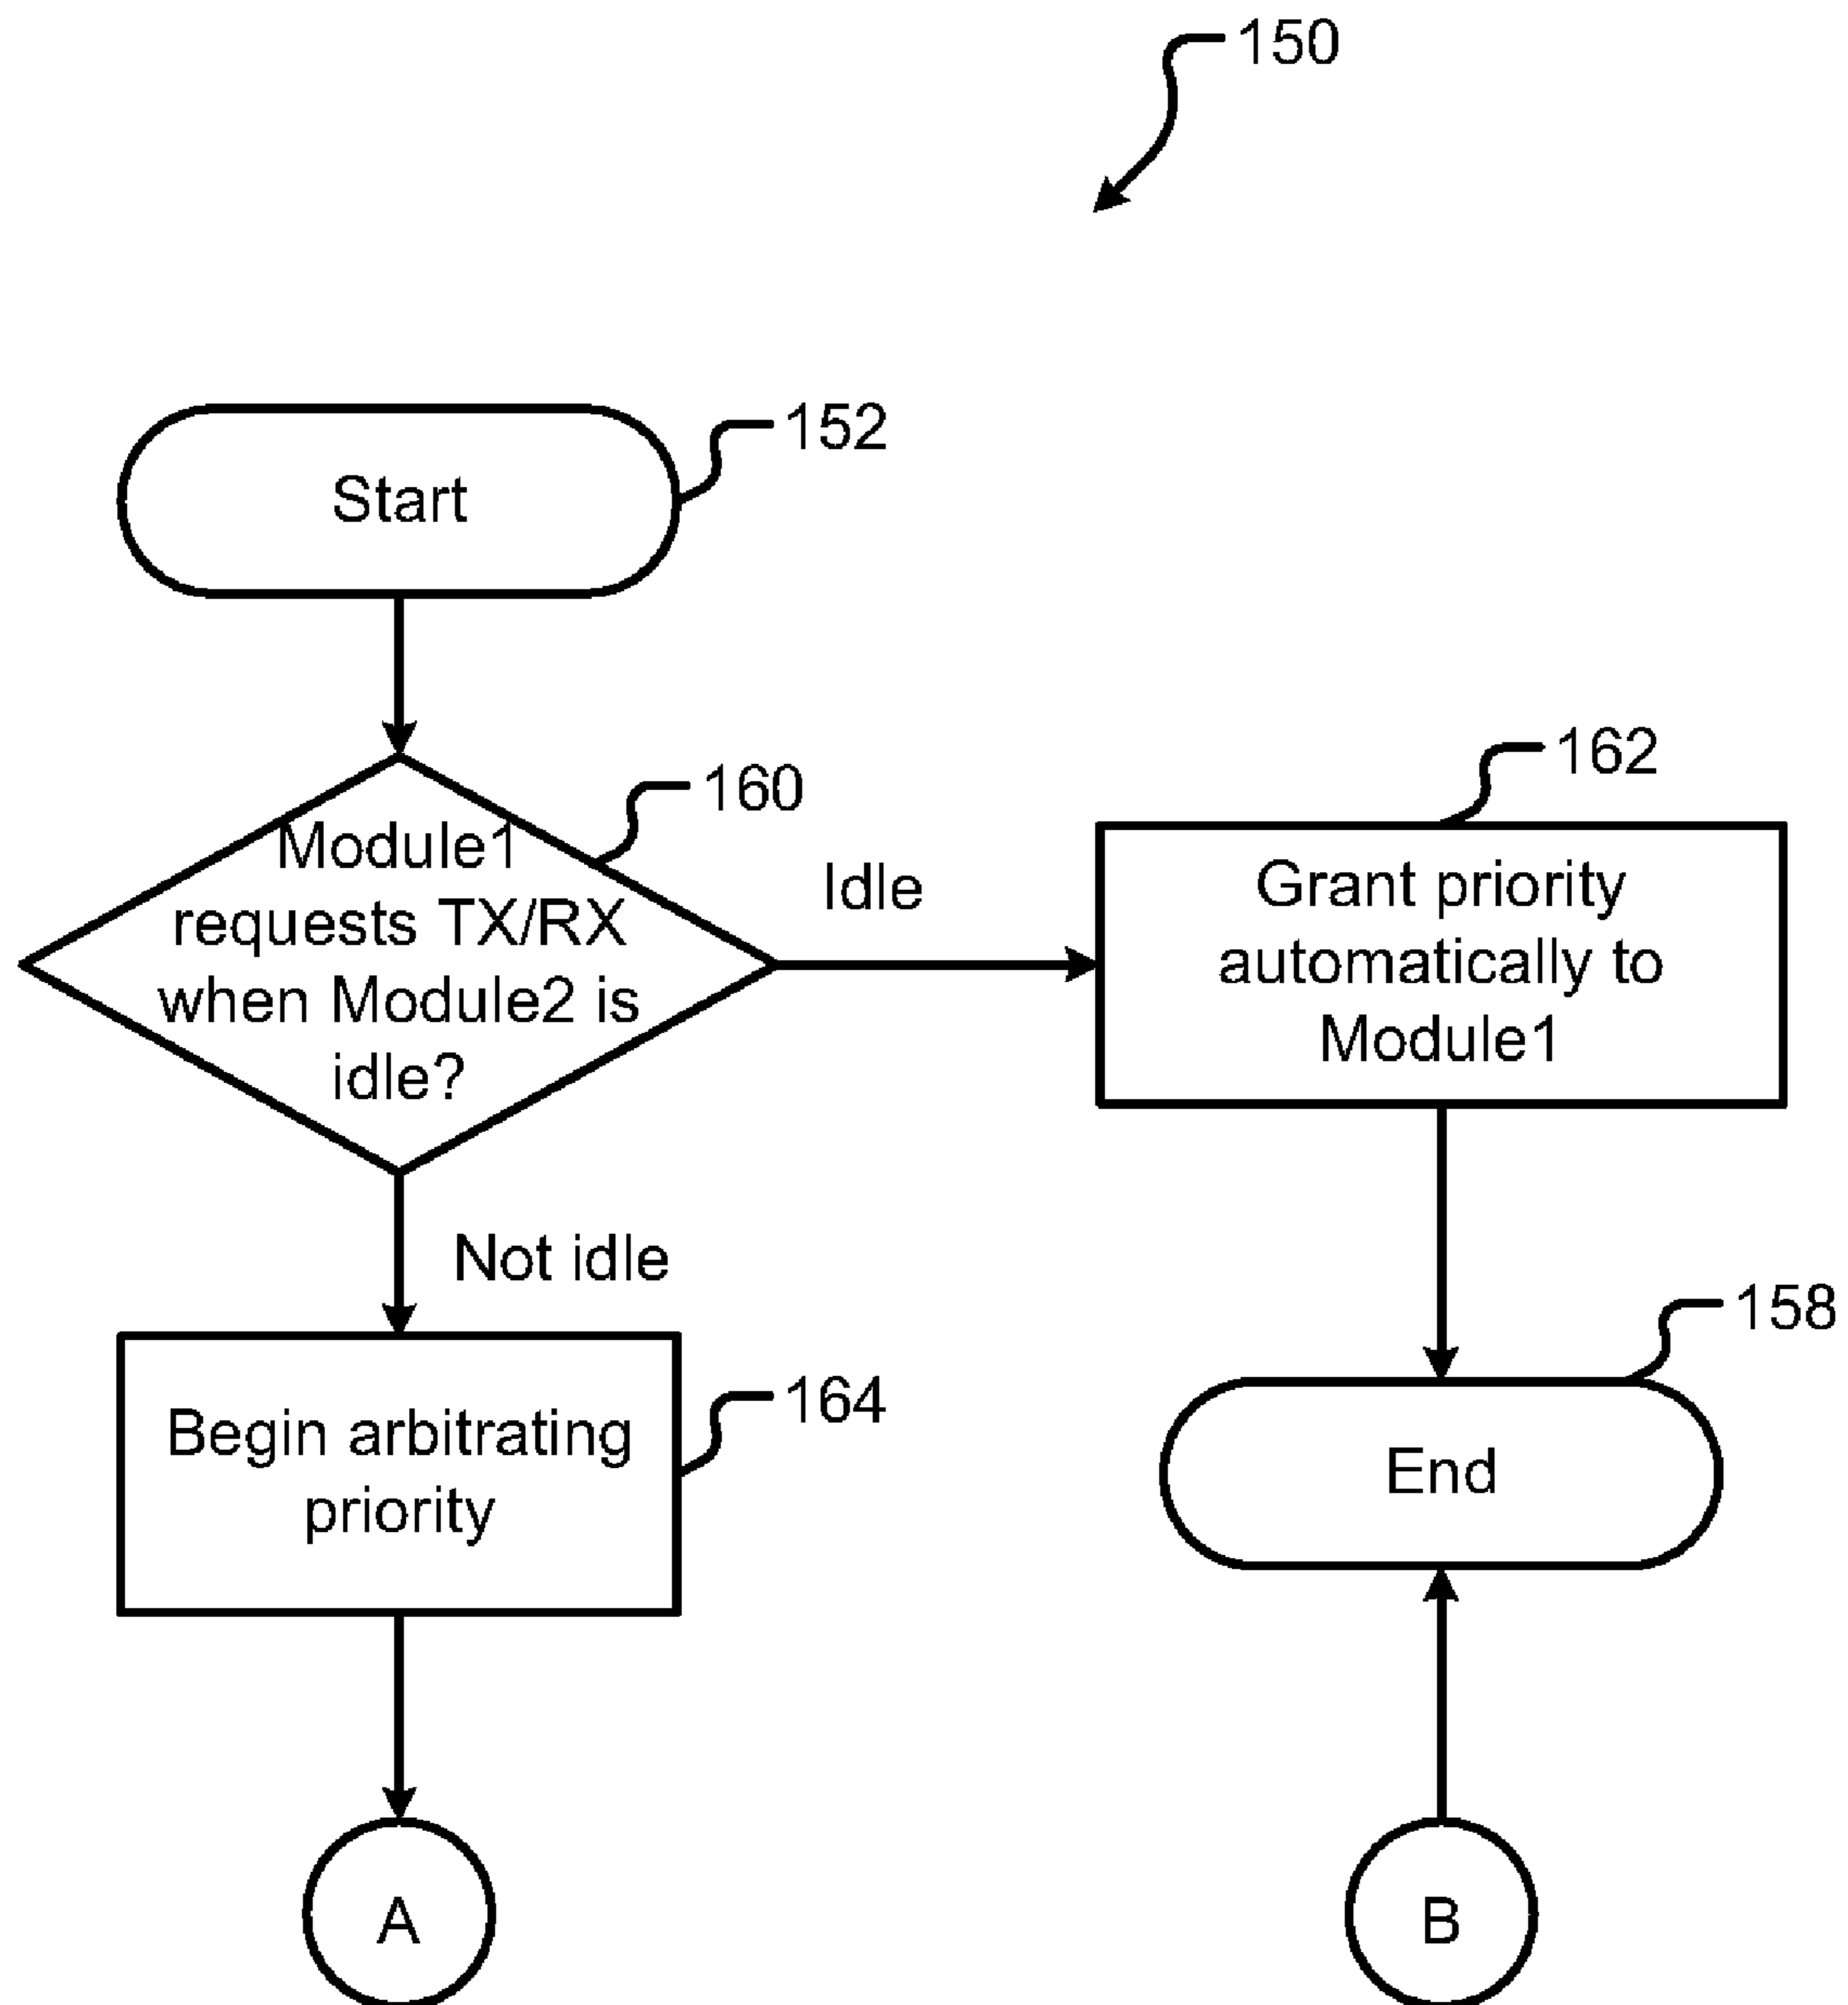 150
Start
152
Module1
requests TX/RX
when Module2 is
idle?
160
Idle
Grant priority
automatically to
Module1
162
Not idle
Begin arbitrating
priority
164
End
158
A
B